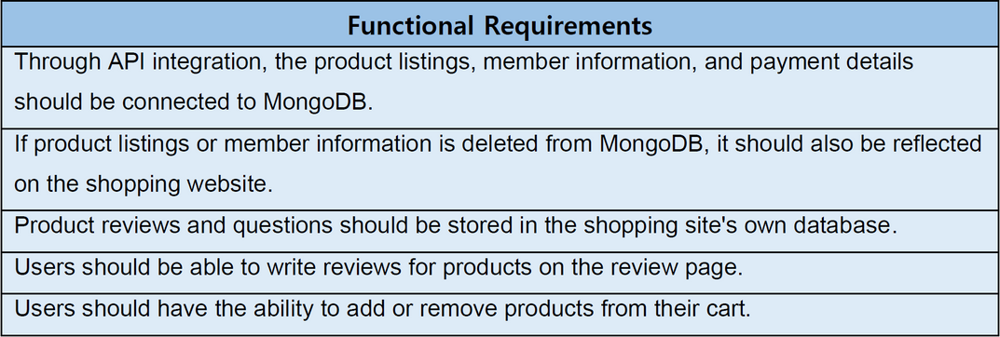 Functional Requirements
Through API integration, the product listings, member information, and payment details
should be connected to MongoDB.
If product listings or member information is deleted from MongoDB, it should also be reflected
on the shopping website.
Product reviews and questions should be stored in the shopping site's own database.
Users should be able to write reviews for products on the review page.
Users should have the ability to add or remove products from their cart.